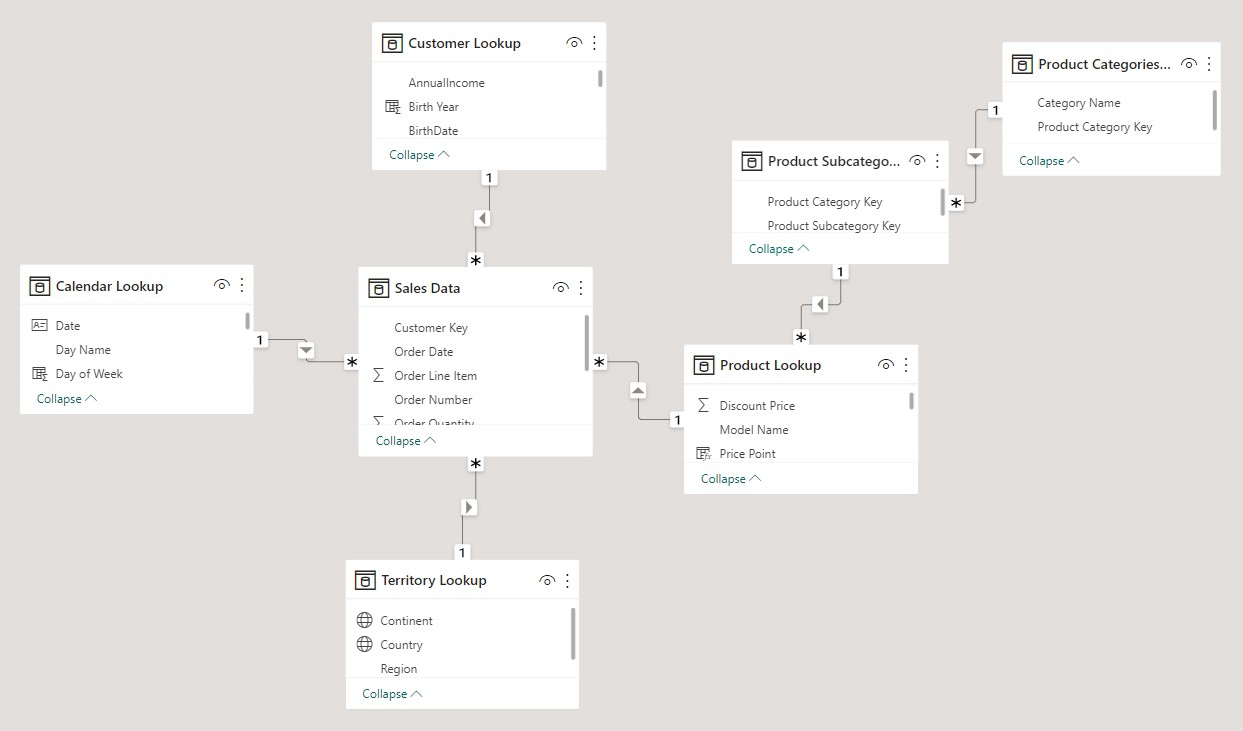 Customer Lookup
AnnualIncome
Birth Year
BirthDate
Collapse
1
*
Product Categories...
Category Name
Product Category Key
Collapse
1
*
Product Subcatego...
Product Category Key
Product Subcategory Key
Collapse
1
*
Calendar Lookup
Date
Day Name
Day of Week
Collapse
1
*
Sales Data
Customer Key
Order Date
Order Line Item
Order Number
Order Quantity
Collapse
*
1
Product Lookup
Discount Price
Model Name
Price Point
Collapse
*
1
Territory Lookup
Continent
Country
Region
Collapse